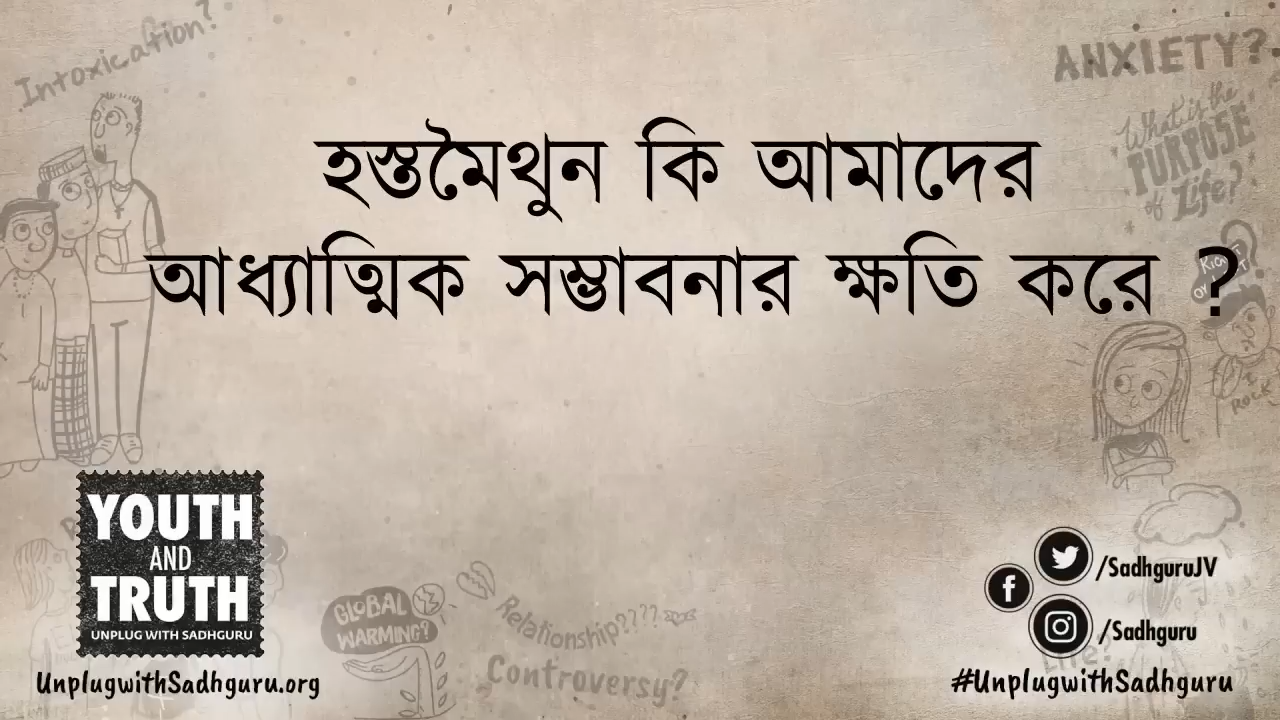 Intoxication?
ANXIETY?
What is the
PURPOSE
of Life?
হস্তমৈথুন কি আমাদের
আধ্যাত্মিক সম্ভাবনার ক্ষতি করে ?
ROCK
YOUTH
AND
TRUTH
UNPLUG WITH SADHGURU
UnplugwithSadhguru.org
GLOBAL
WARMING?
Relationship????
Controversy?
/SadhguruJV
/Sadhguru
#UnplugwithSadhguru